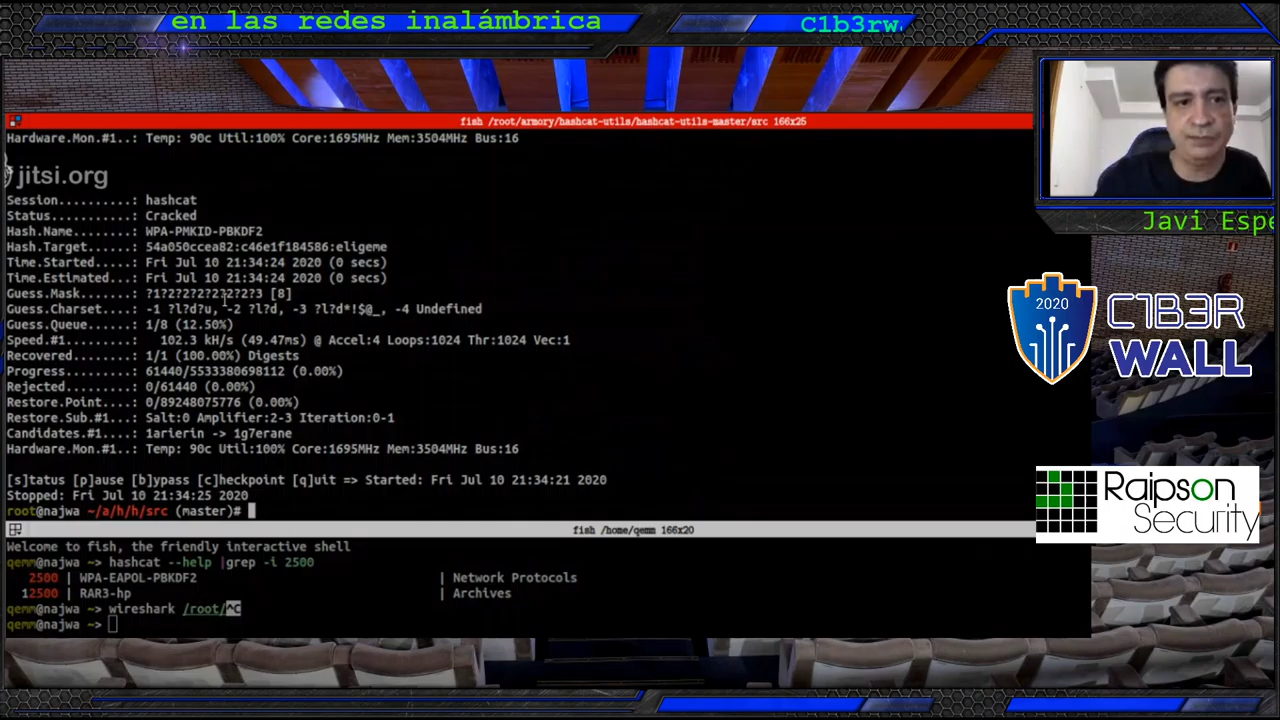 en las redes inalámbrica
C1b3rw
fish /root/armory/hashcat-utils/hashcat-utils-master/src 166x25
Hardware.Mon.#1..: Temp: 90c Util:100% Core:1695MHz Mem:3504MHz Bus:16
jitsi.org
Session..........: hashcat
Status...........: Cracked
Hash.Name........: WPA-PMKID-PBKDF2
Hash.Target......: 54a050ccea82:c46e1f184586:eligeme
Time.Started.....: Fri Jul 10 21:34:24 2020 (0 secs)
Time.Estimated...: Fri Jul 10 21:34:24 2020 (0 secs)
Guess.Mask.......: ?1?2?2?2?2?2?2?3 [8]
Guess.Charset....: -1 ?l?d?u, -2 ?l?d, -3 ?l?d*!$@_, -4 Undefined
Guess.Queue......: 1/8 (12.50%)
Speed.#1.........: 102.3 kH/s (49.47ms) @ Accel:4 Loops:1024 Thr:1024 Vec:1
Recovered........: 1/1 (100.00%) Digests
Progress.........: 61440/5533380698112 (0.00%)
Rejected.........: 0/61440 (0.00%)
Restore.Point....: 0/89248075776 (0.00%)
Restore.Sub.#1...: Salt:0 Amplifier:2-3 Iteration:0-1
Candidates.#1....: 1arierin -> 1g7erane
Hardware.Mon.#1..: Temp: 90c Util:100% Core:1695MHz Mem:3504MHz Bus:16
[s]tatus [p]ause [b]ypass [c]heckpoint [q]uit => Started: Fri Jul 10 21:34:21 2020
Stopped: Fri Jul 10 21:34:25 2020
root@najwa ~/a/h/h/src (master)#
fish /home/qemm 166x20
Welcome to fish, the friendly interactive shell
qemm@najwa ~> hashcat --help |grep -i 2500
2500 | WPA-EAPOL-PBKDF2 | Network Protocols
12500 | RAR3-hp | Archives
qemm@najwa ~> wireshark /root/^C
qemm@najwa ~>
Javi Espe
2020
C1B3R
WALL
Raipson
Security